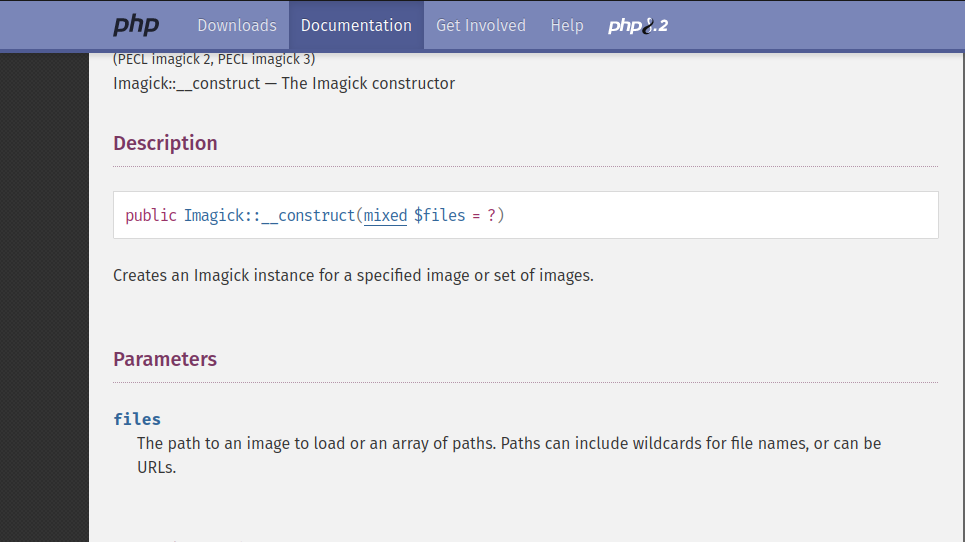 php Downloads Documentation Get Involved Help php8.2
(PECL imagick 2, PECL imagick 3)
Imagick::__construct — The Imagick constructor
Description
public Imagick::__construct(mixed $files = ?)
Creates an Imagick instance for a specified image or set of images.
Parameters
files
The path to an image to load or an array of paths. Paths can include wildcards for file names, or can be
URLs.